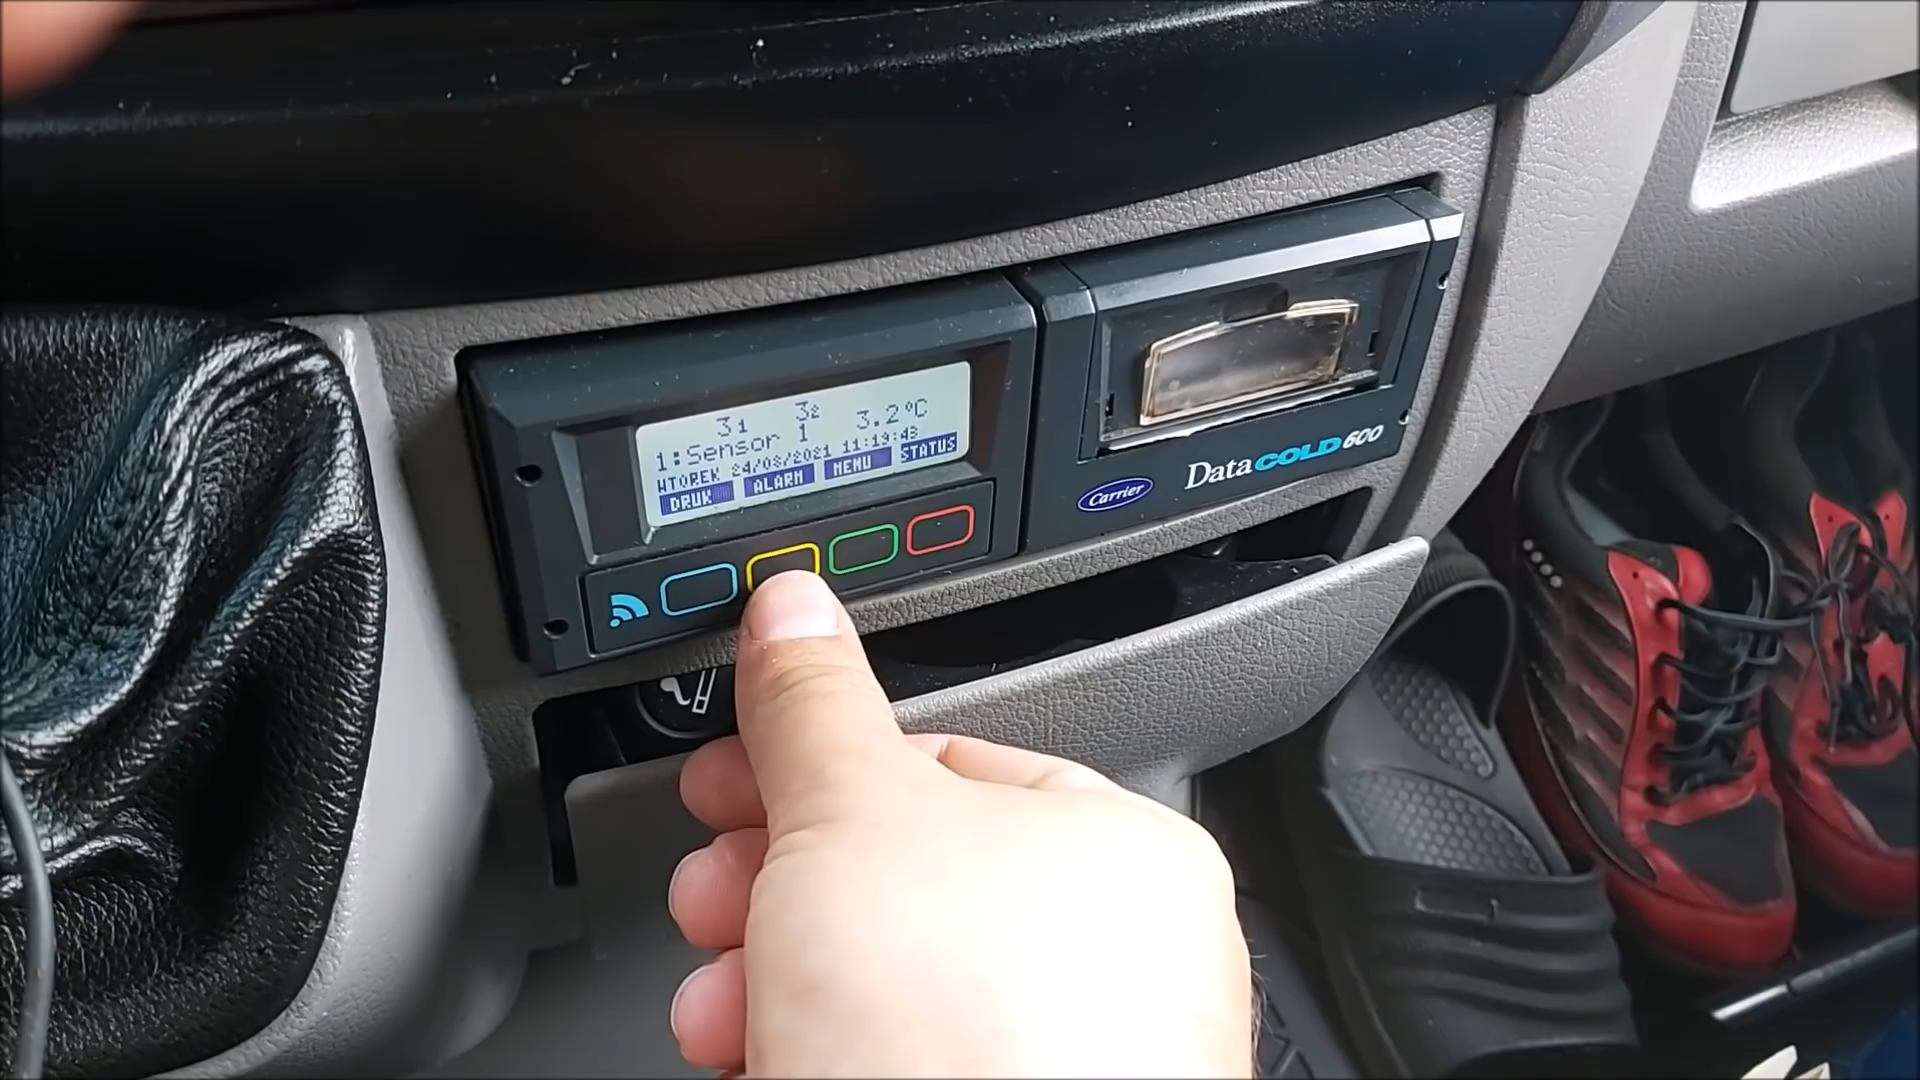 31 32
1:Sensor 1 3.2°C
WTOREK 24/08/2021 11:19:43
DRUK ALARM MENU STATUS
Carrier
DataCOLD600